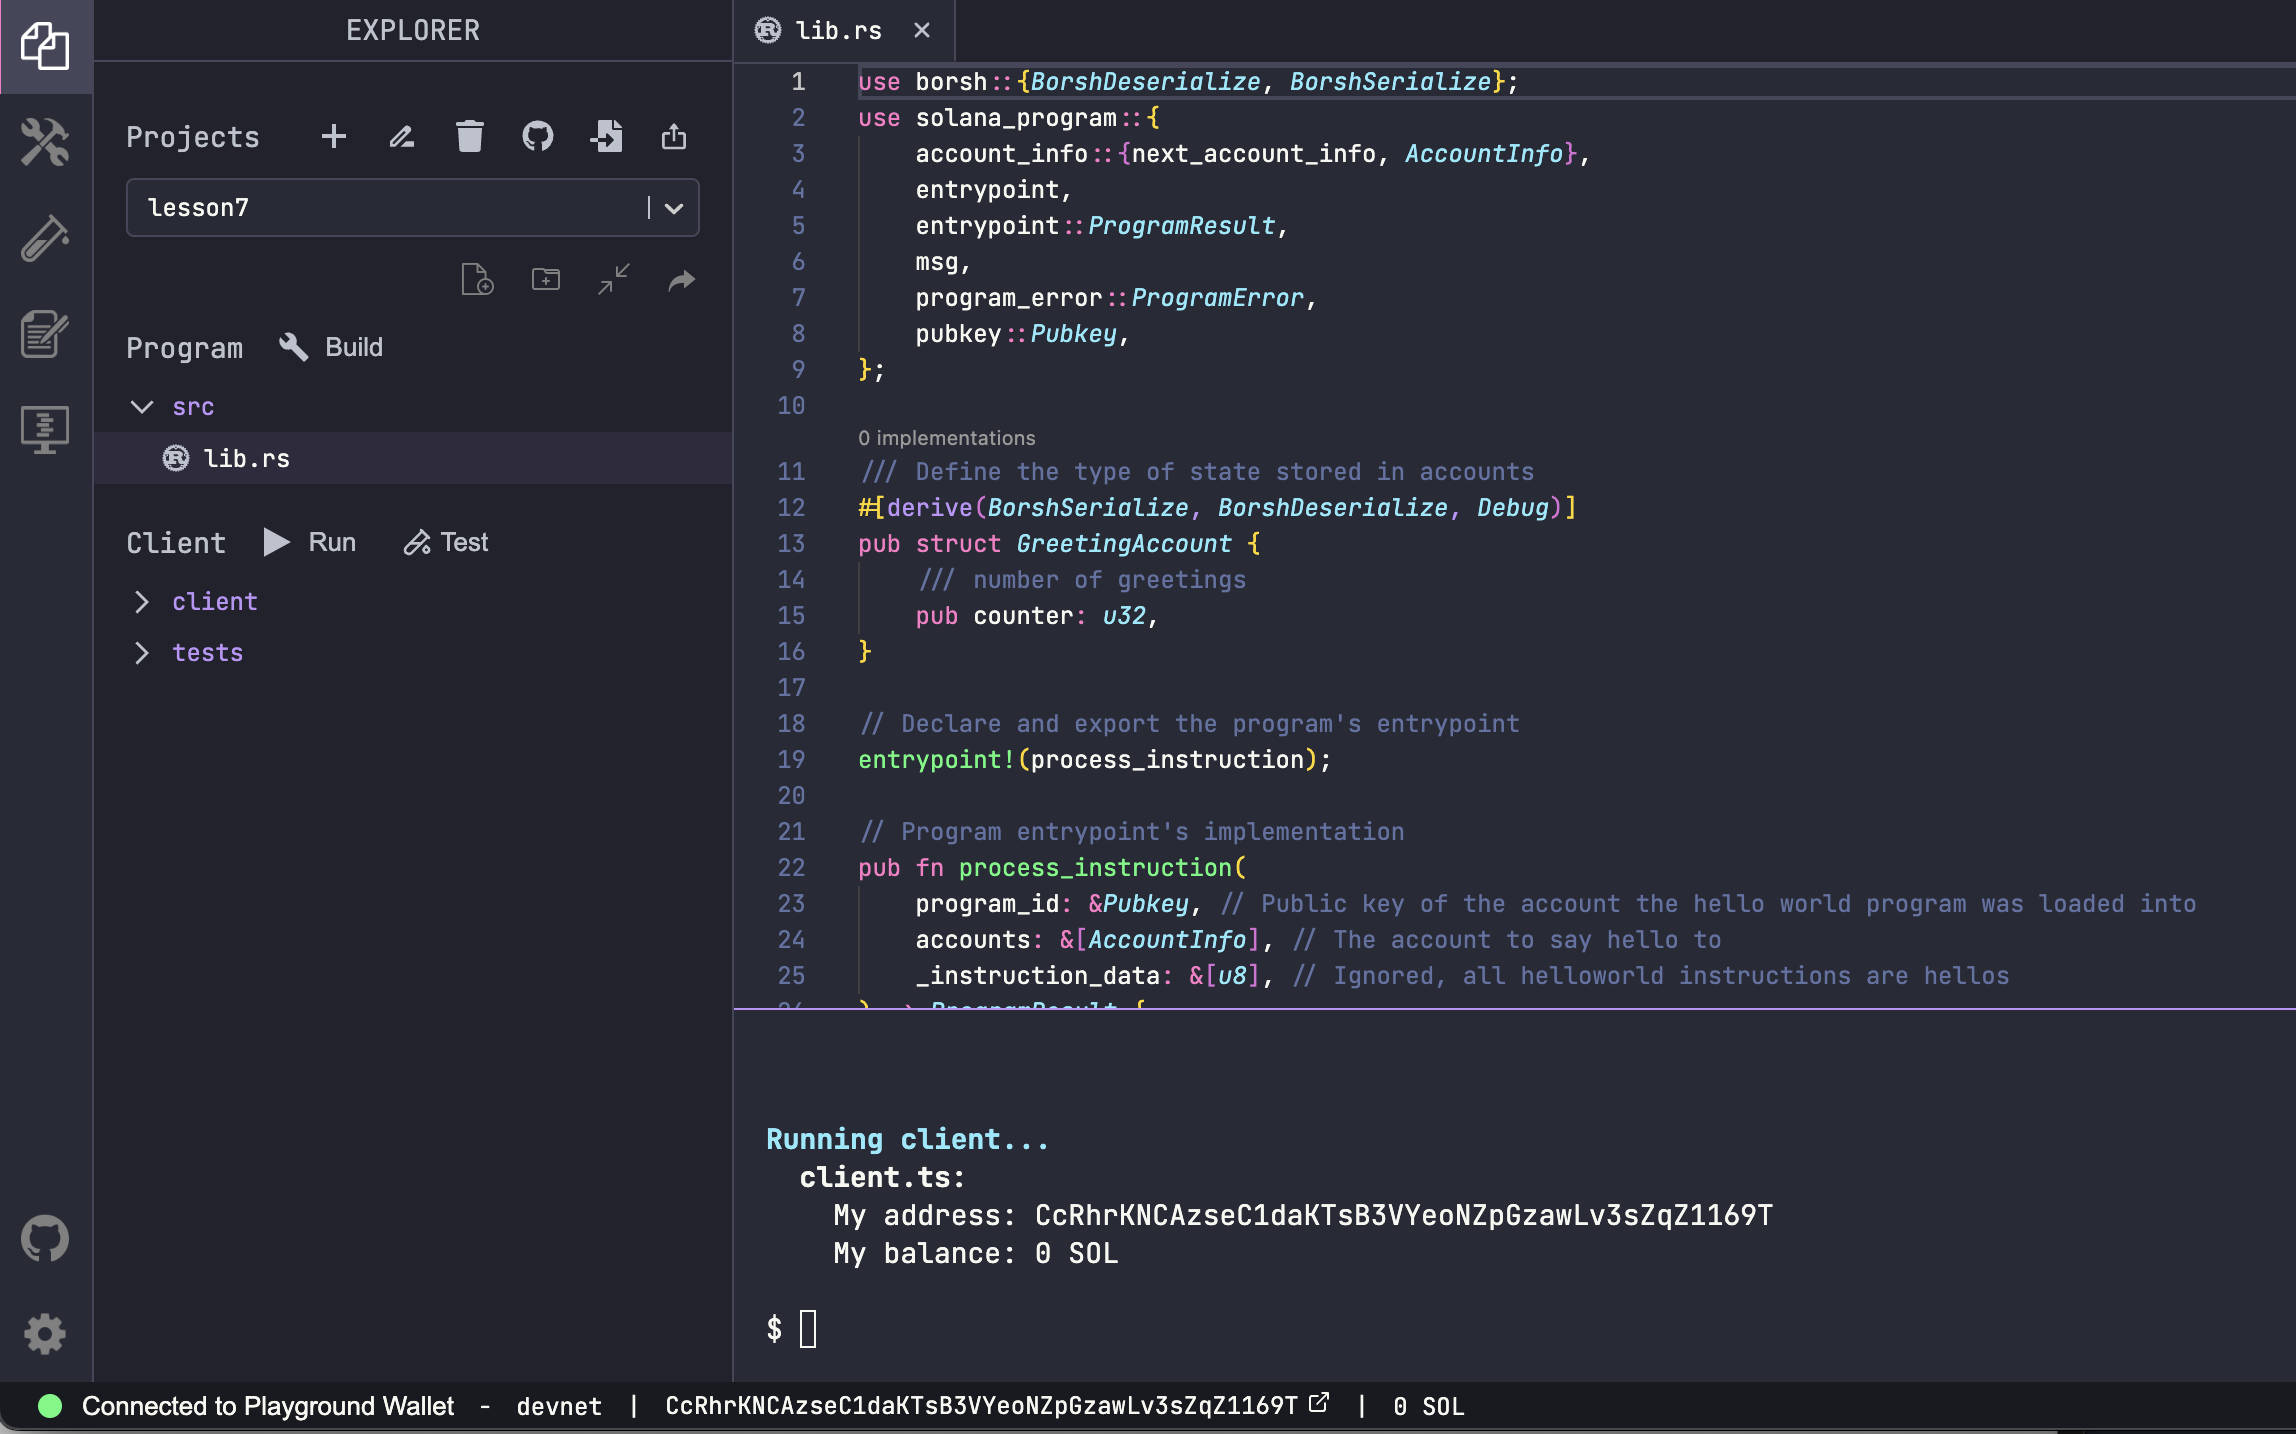 EXPLORER
Projects
lesson7
Program Build
src
lib.rs
Client Run Test
client
tests
lib.rs
1 use borsh::{BorshDeserialize, BorshSerialize};
2 use solana_program::{
3 account_info::{next_account_info, AccountInfo},
4 entrypoint,
5 entrypoint::ProgramResult,
6 msg,
7 program_error::ProgramError,
8 pubkey::Pubkey,
9 };
10
0 implementations
11 /// Define the type of state stored in accounts
12 #[derive(BorshSerialize, BorshDeserialize, Debug)]
13 pub struct GreetingAccount {
14 /// number of greetings
15 pub counter: u32,
16 }
17
18 // Declare and export the program's entrypoint
19 entrypoint!(process_instruction);
20
21 // Program entrypoint's implementation
22 pub fn process_instruction(
23 program_id: &Pubkey, // Public key of the account the hello world program was loaded into
24 accounts: &[AccountInfo], // The account to say hello to
25 _instruction_data: &[u8], // Ignored, all helloworld instructions are hellos
Running client...
client.ts:
My address: CcRhrKNCAzseC1daKTsB3VYeoNZpGzawLv3sZqZ1169T
My balance: 0 SOL
$
Connected to Playground Wallet - devnet | CcRhrKNCAzseC1daKTsB3VYeoNZpGzawLv3sZqZ1169T | 0 SOL